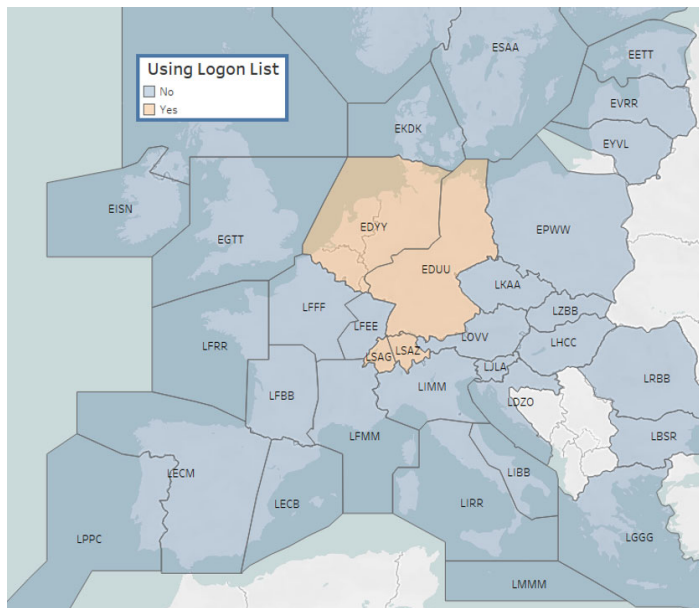 Using Logon List
No
Yes
ESAA
EETT
EVRR
EKDK
EYVL
EISN
EGTT
EDYY
EPWW
EDUU
LKAA
LFFF
LZBB
LFEE
LOVV
LHCC
LFRR
LSAG
LSAZ
LJLA
LRBB
LIMM
LFBB
LDZO
LFMM
LBSR
LECM
LIBB
LECB
LIRR
LPPC
LGGG
LMMM